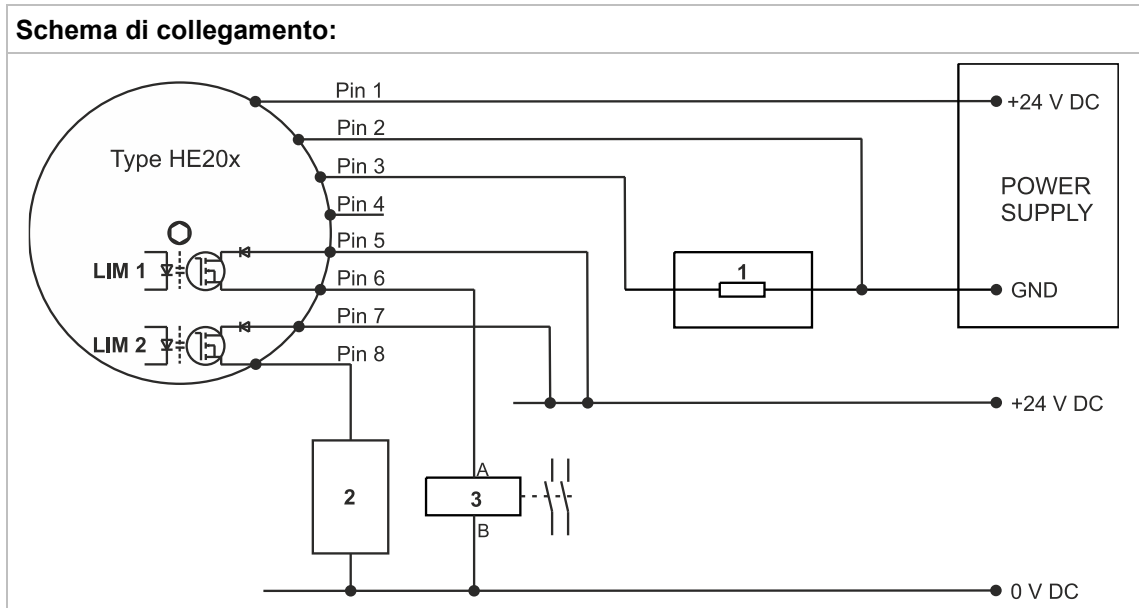 Schema di collegamento:
Pin 1
+24 V DC
Pin 2
Type HE20x
Pin 3
POWER
SUPPLY
Pin 4
Pin 5
LIM 1
1
Pin 6
GND
Pin 7
LIM 2
Pin 8
+24 V DC
A
2
3
B
0 V DC